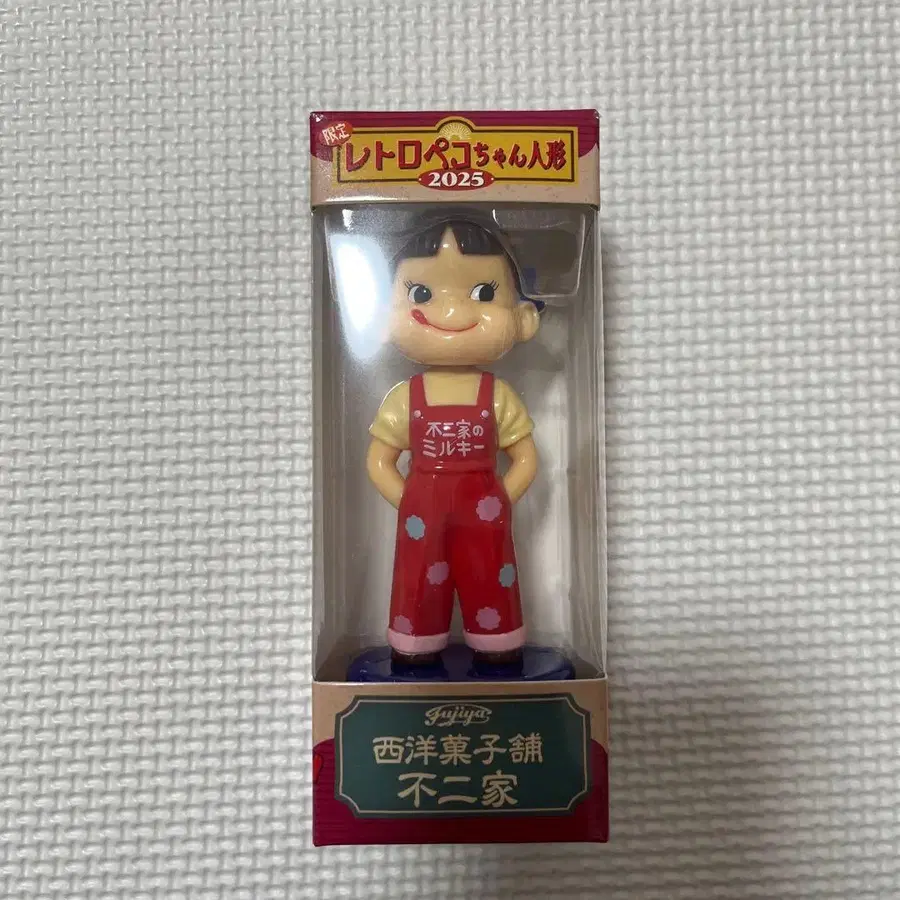 限定
レトロペコちゃん人形
2025
不二家の
ミルキー
Fujiya
西洋菓子舗
不二家